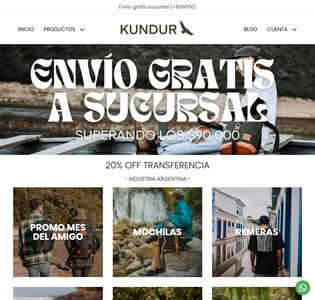 Envío gratis sucursal (+$99000)
INICIO PRODUCTOS KUNDUR BLOG CUENTA
ENVÍO GRATIS
A SUCURSAL
SUPERANDO LOS $90.000
20% OFF TRANSFERENCIA
- INDUSTRIA ARGENTINA -
PROMO MES
DEL AMIGO
MOCHILAS
REMERAS